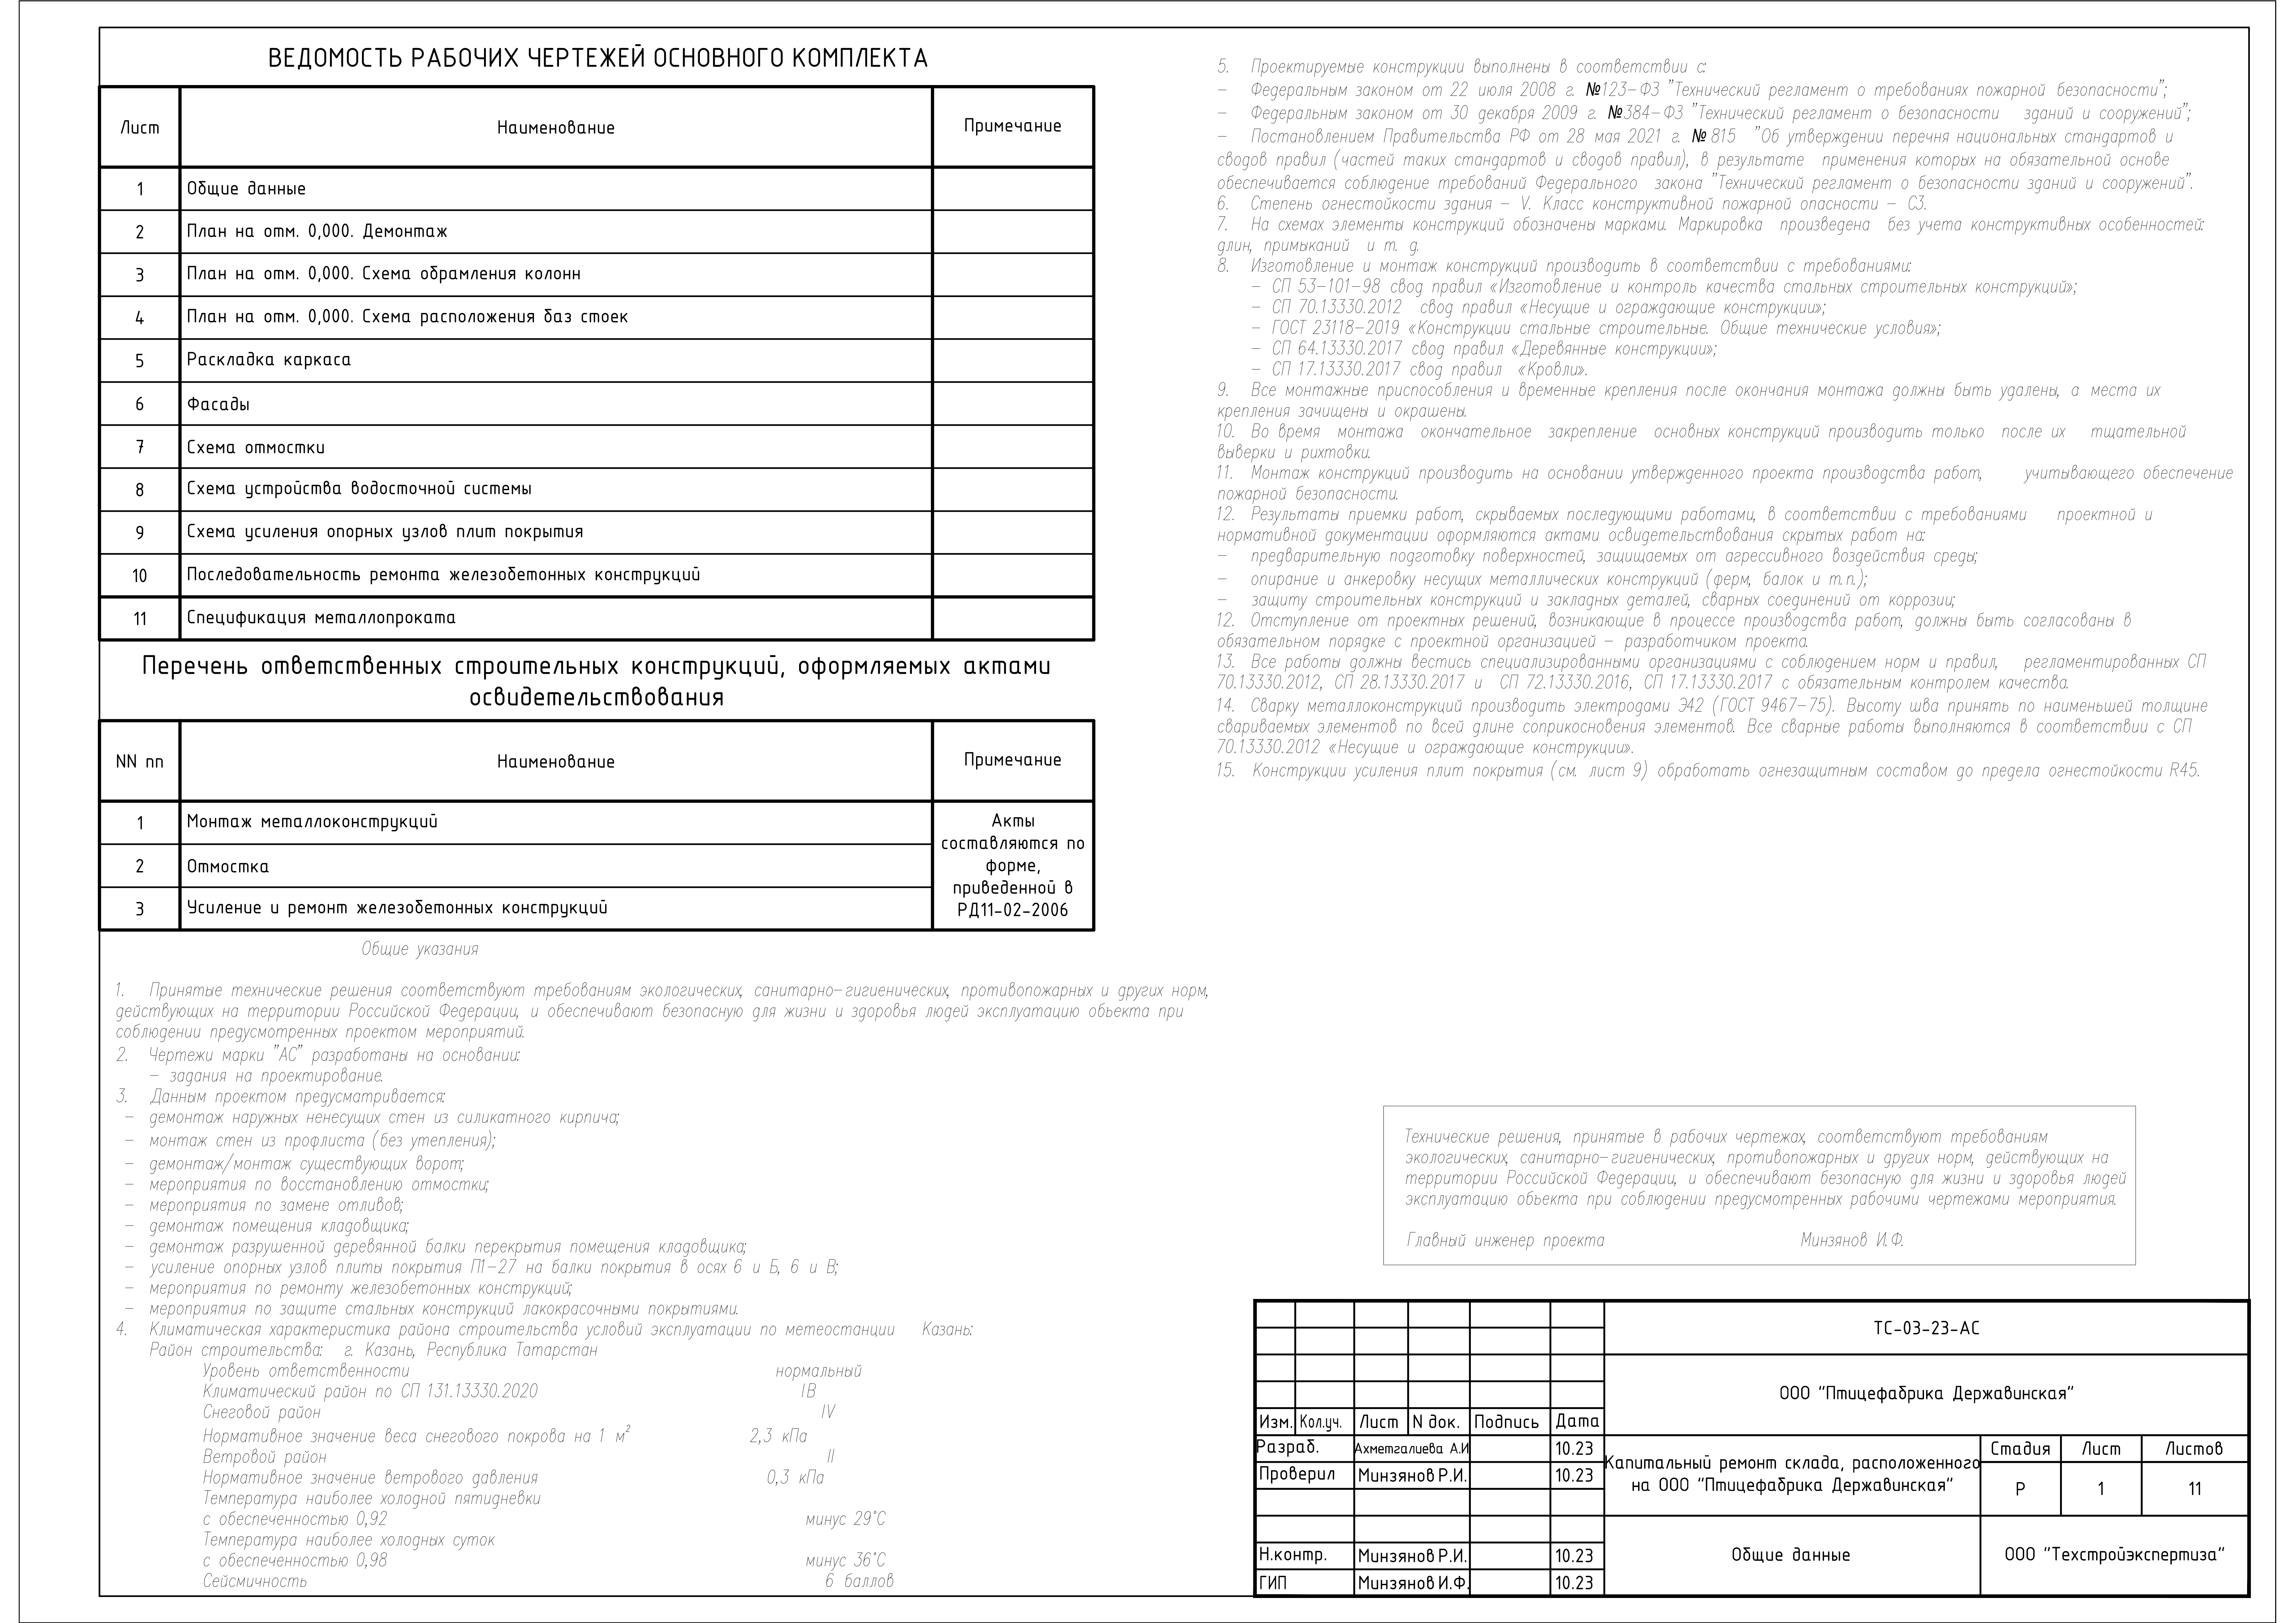 ВЕДОМОСТЬ РАБОЧИХ ЧЕРТЕЖЕЙ ОСНОВНОГО КОМПЛЕКТА
Лист Наименование Примечание
1 Общие данные
2 План на отм. 0,000. Демонтаж
3 План на отм. 0,000. Схема обрамления колонн
4 План на отм. 0,000. Схема расположения баз стоек
5 Раскладка каркаса
6 Фасады
7 Схема отмостки
8 Схема устройства водосточной системы
9 Схема усиления опорных узлов плит покрытия
10 Последовательность ремонта железобетонных конструкций
11 Спецификация металлопроката
Перечень ответственных строительных конструкций, оформляемых актами
освидетельствования
NN пп Наименование Примечание
1 Монтаж металлоконструкций
2 Отмостка
3 Усиление и ремонт железобетонных конструкций
Акты
составляются по
форме,
приведенной в
РД11-02-2006
Общие указания
1. Принятые технические решения соответствуют требованиям экологических, санитарно-гигиенических, противопожарных и других норм,
действующих на территории Российской Федерации, и обеспечивают безопасную для жизни и здоровья людей эксплуатацию обьекта при
соблюдении предусмотренных проектом мероприятий.
2. Чертежи марки "АС" разработаны на основании:
- задания на проектирование.
3. Данным проектом предусматривается:
- демонтаж наружных ненесущих стен из силикатного кирпича;
- монтаж стен из профлиста (без утепления);
- демонтаж/монтаж существующих ворот;
- мероприятия по восстановлению отмостки;
- мероприятия по замене отливов;
- демонтаж помещения кладовщика;
- демонтаж разрушенной деревянной балки перекрытия помещения кладовщика;
- усиление опорных узлов плиты покрытия П1-27 на балки покрытия в осях 6 и Б, 6 и В;
- мероприятия по ремонту железобетонных конструкций;
- мероприятия по защите стальных конструкций лакокрасочными покрытиями.
4. Климатическая характеристика района строительства условий эксплуатации по метеостанции Казань:
Район строительства: г. Казань, Республика Татарстан
Уровень ответственности нормальный
Климатический район по СП 131.13330.2020 IВ
Снеговой район IV
Нормативное значение веса снегового покрова на 1 м² 2,3 кПа
Ветровой район II
Нормативное значение ветрового давления 0,3 кПа
Температура наиболее холодной пятидневки
с обеспеченностью 0,92 минус 29°С
Температура наиболее холодных суток
с обеспеченностью 0,98 минус 36°С
Сейсмичность 6 баллов
5. Проектируемые конструкции выполнены в соответствии с:
- Федеральным законом от 22 июля 2008 г. №123-ФЗ "Технический регламент о требованиях пожарной безопасности";
- Федеральным законом от 30 декабря 2009 г. №384-ФЗ "Технический регламент о безопасности зданий и сооружений";
- Постановлением Правительства РФ от 28 мая 2021 г. № 815 "Об утверждении перечня национальных стандартов и
сводов правил (частей таких стандартов и сводов правил), в результате применения которых на обязательной основе
обеспечивается соблюдение требований Федерального закона "Технический регламент о безопасности зданий и сооружений".
6. Степень огнестойкости здания - V. Класс конструктивной пожарной опасности - С3.
7. На схемах элементы конструкций обозначены марками. Маркировка произведена без учета конструктивных особенностей:
длин, примыканий и т. д.
8. Изготовление и монтаж конструкций производить в соответствии с требованиями:
- СП 53-101-98 свод правил «Изготовление и контроль качества стальных строительных конструкций»;
- СП 70.13330.2012 свод правил «Несущие и ограждающие конструкции»;
- ГОСТ 23118-2019 «Конструкции стальные строительные. Общие технические условия»;
- СП 64.13330.2017 свод правил «Деревянные конструкции»;
- СП 17.13330.2017 свод правил «Кровли».
9. Все монтажные приспособления и временные крепления после окончания монтажа должны быть удалены, а места их
крепления зачищены и окрашены.
10. Во время монтажа окончательное закрепление основных конструкций производить только после их тщательной
выверки и рихтовки.
11. Монтаж конструкций производить на основании утвержденного проекта производства работ, учитывающего обеспечение
пожарной безопасности.
12. Результаты приемки работ, скрываемых последующими работами, в соответствии с требованиями проектной и
нормативной документации оформляются актами освидетельствования скрытых работ на:
- предварительную подготовку поверхностей, защищаемых от агрессивного воздействия среды;
- опирание и анкеровку несущих металлических конструкций (ферм, балок и т.п.);
- защиту строительных конструкций и закладных деталей, сварных соединений от коррозии;
12. Отступление от проектных решений, возникающие в процессе производства работ, должны быть согласованы в
обязательном порядке с проектной организацией - разработчиком проекта.
13. Все работы должны вестись специализированными организациями с соблюдением норм и правил, регламентированных СП
70.13330.2012, СП 28.13330.2017 и СП 72.13330.2016, СП 17.13330.2017 с обязательным контролем качества.
14. Сварку металлоконструкций производить электродами Э42 (ГОСТ 9467-75). Высоту шва принять по наименьшей толщине
свариваемых элементов по всей длине соприкосновения элементов. Все сварные работы выполняются в соответствии с СП
70.13330.2012 «Несущие и ограждающие конструкции».
15. Конструкции усиления плит покрытия (см. лист 9) обработать огнезащитным составом до предела огнестойкости R45.
Технические решения, принятые в рабочих чертежах, соответствуют требованиям
экологических, санитарно-гигиенических, противопожарных и других норм, действующих на
территории Российской Федерации, и обеспечивают безопасную для жизни и здоровья людей
эксплуатацию обьекта при соблюдении предусмотренных рабочими чертежами мероприятия.
Главный инженер проекта Минзянов И.Ф.
ТС-03-23-АС
ООО "Птицефабрика Державинская"
Изм. Кол.уч. Лист N док. Подпись Дата
Разраб. Ахметгалиева А.И 10.23
Проверил Минзянов Р.И. 10.23
Н.контр. Минзянов Р.И. 10.23
ГИП Минзянов И.Ф. 10.23
Капитальный ремонт склада, расположенного
на ООО "Птицефабрика Державинская"
Стадия Лист Листов
Р 1 11
Общие данные
ООО "Техстройэкспертиза"